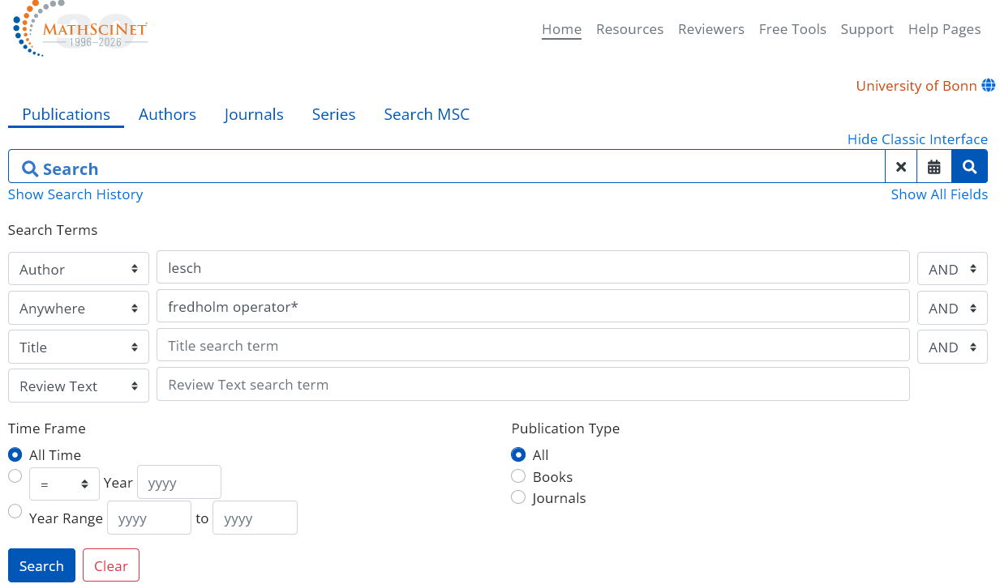 30
MATHSCINET®
1996–2026
Home Resources Reviewers Free Tools Support Help Pages
University of Bonn
Publications Authors Journals Series Search MSC
Hide Classic Interface
Search
Show Search History Show All Fields
Search Terms
Author lesch AND
Anywhere fredholm operator* AND
Title Title search term AND
Review Text Review Text search term
Time Frame Publication Type
All Time All
= Year yyyy Books
Journals
Year Range yyyy to yyyy
Search Clear